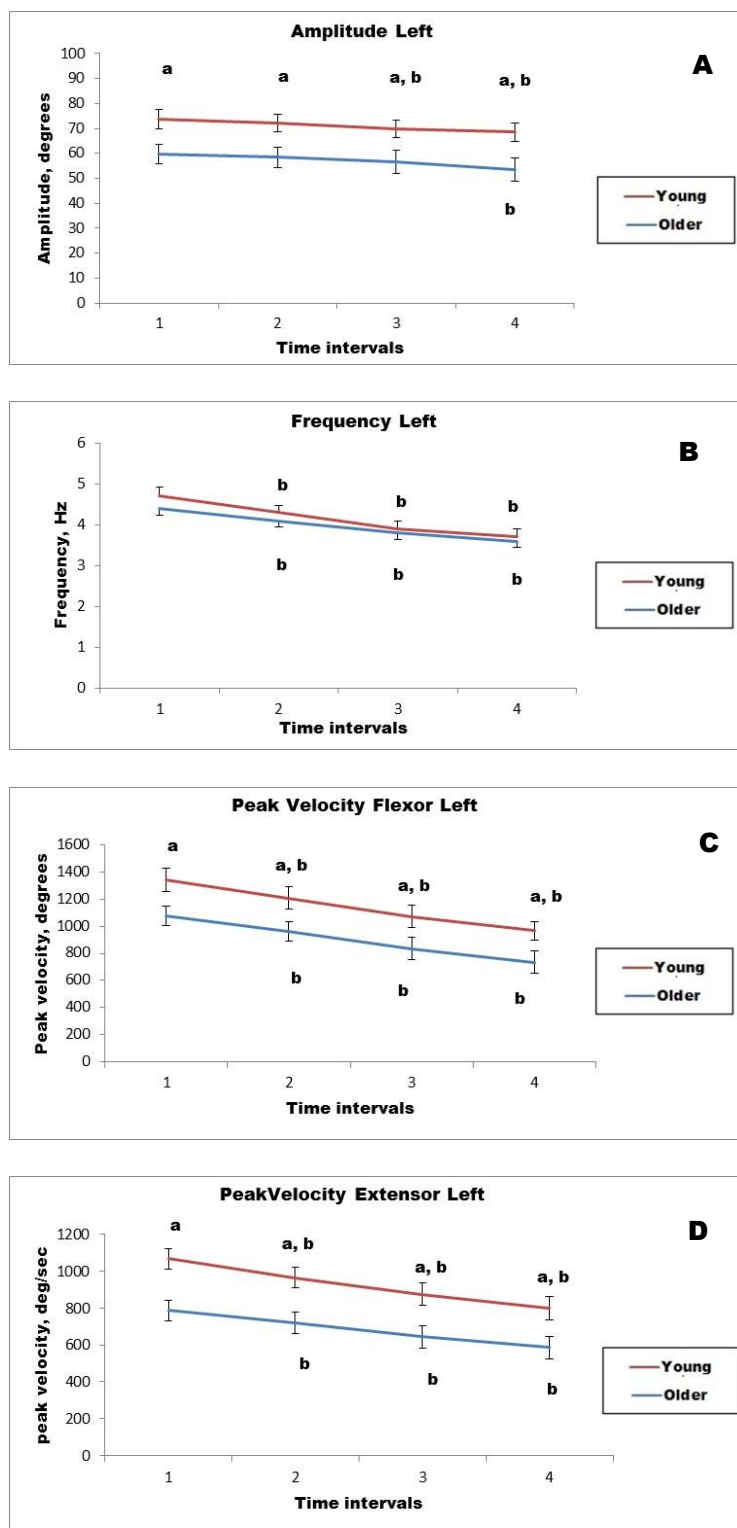 Amplitude Left
A
100
90
80
70
60
50
40
30
20
10
0
Amplitude, degrees
a
a
a, b
a, b
b
1 2 3 4
Time intervals
Young
Older
Frequency Left
B
6
5
4
3
2
1
0
Frequency, Hz
b
b
b
b
b
b
1 2 3 4
Time intervals
Young
Older
Peak Velocity Flexor Left
C
1600
1400
1200
1000
800
600
400
200
0
Peak velocity, degrees
a
a, b
a, b
a, b
b
b
b
1 2 3 4
Time intervals
Young
Older
PeakVelocity Extensor Left
D
1200
1000
800
600
400
200
0
peak velocity, deg/sec
a
a, b
a, b
a, b
b
b
b
1 2 3 4
Time intervals
Young
Older